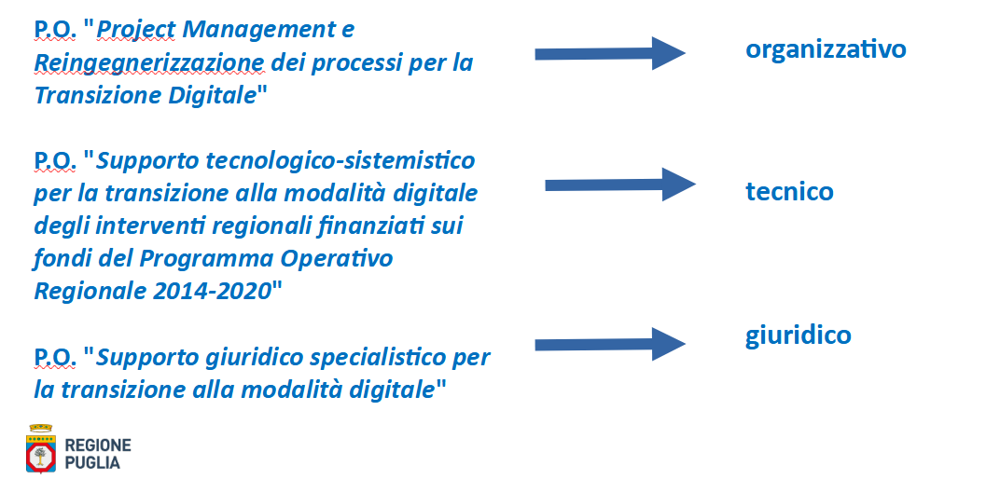 P.O. "Project Management e
Reingegnerizzazione dei processi per la
Transizione Digitale"
organizzativo
P.O. "Supporto tecnologico-sistemistico
per la transizione alla modalità digitale
degli interventi regionali finanziati sui
fondi del Programma Operativo
Regionale 2014-2020"
tecnico
P.O. "Supporto giuridico specialistico per
la transizione alla modalità digitale"
giuridico
REGIONE
PUGLIA